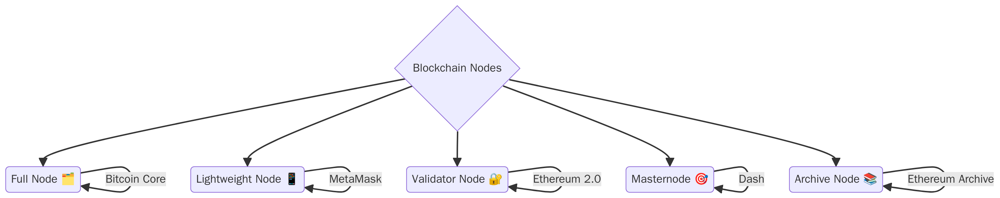 Blockchain Nodes
Full Node 🗂️
Bitcoin Core
Lightweight Node 📱
MetaMask
Validator Node 🔐
Ethereum 2.0
Masternode 🎯
Dash
Archive Node 📚
Ethereum Archive